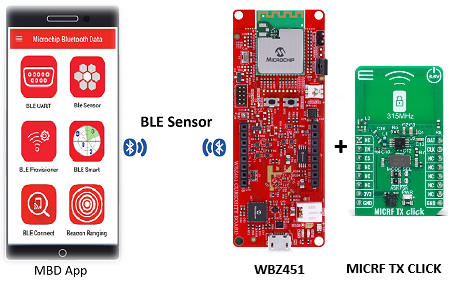 Microchip Bluetooth Data
BLE UART
BLE Sensor
BLE Provisioner
BLE Smart
BLE Connect
Beacon Ranging
MBD App
BLE Sensor
MICROCHIP
WBZ451
+
315MHz
MICRF TX click
MICRF TX CLICK